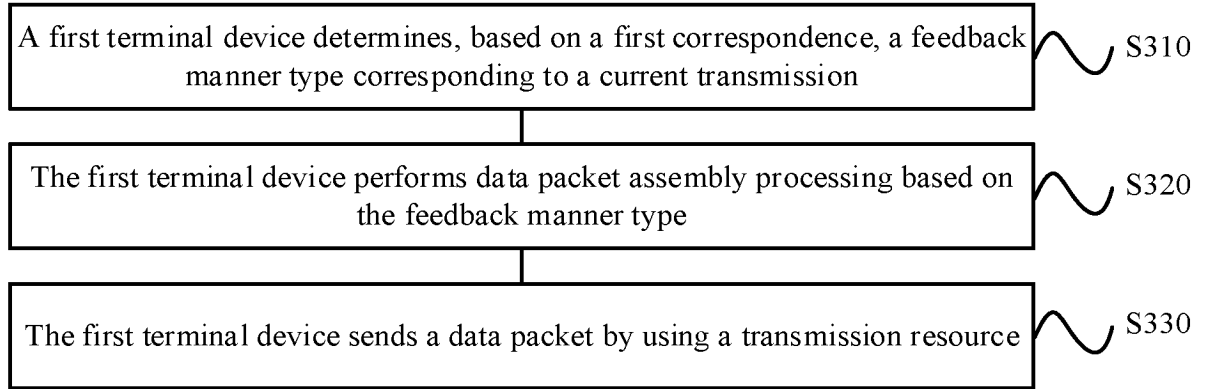 A first terminal device determines, based on a first correspondence, a feedback
manner type corresponding to a current transmission
S310
The first terminal device performs data packet assembly processing based on
the feedback manner type
S320
The first terminal device sends a data packet by using a transmission resource
S330